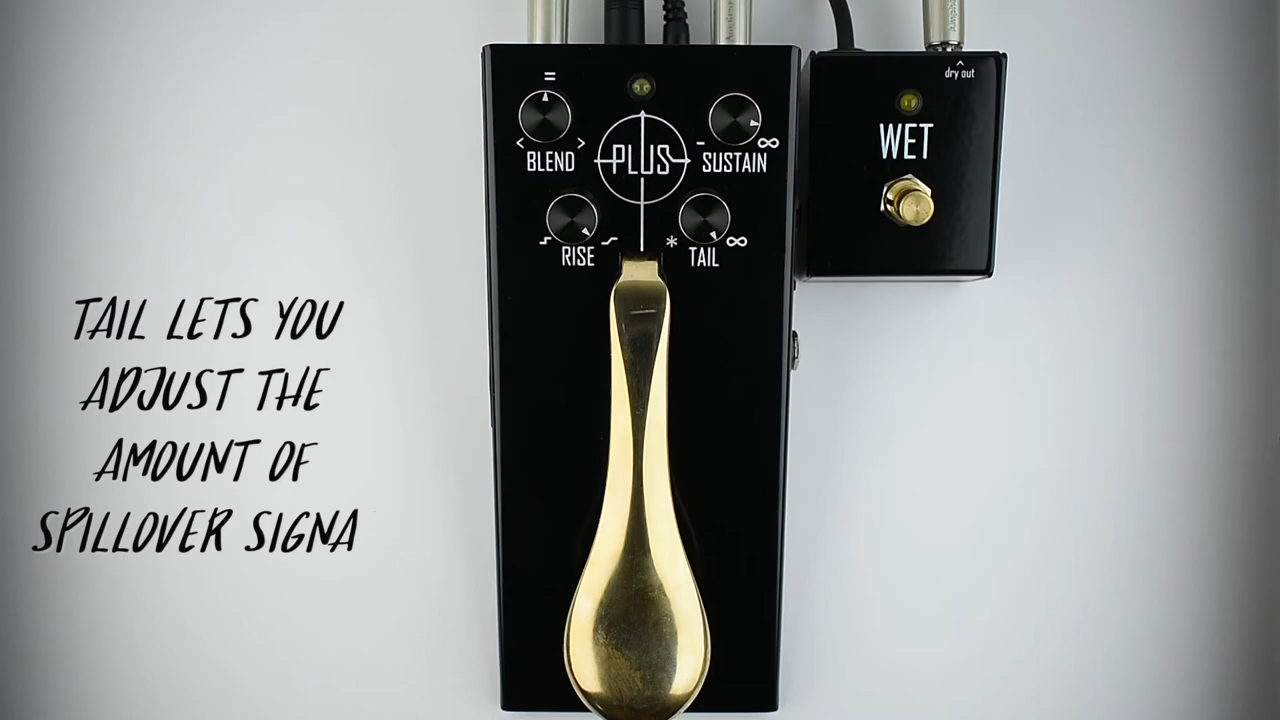 TAIL LETS YOU
ADJUST THE
AMOUNT OF
SPILLOVER SIGNA
=
< >
BLEND
PLUS
- ∞
SUSTAIN
RISE
* ∞
TAIL
^
dry out
WET